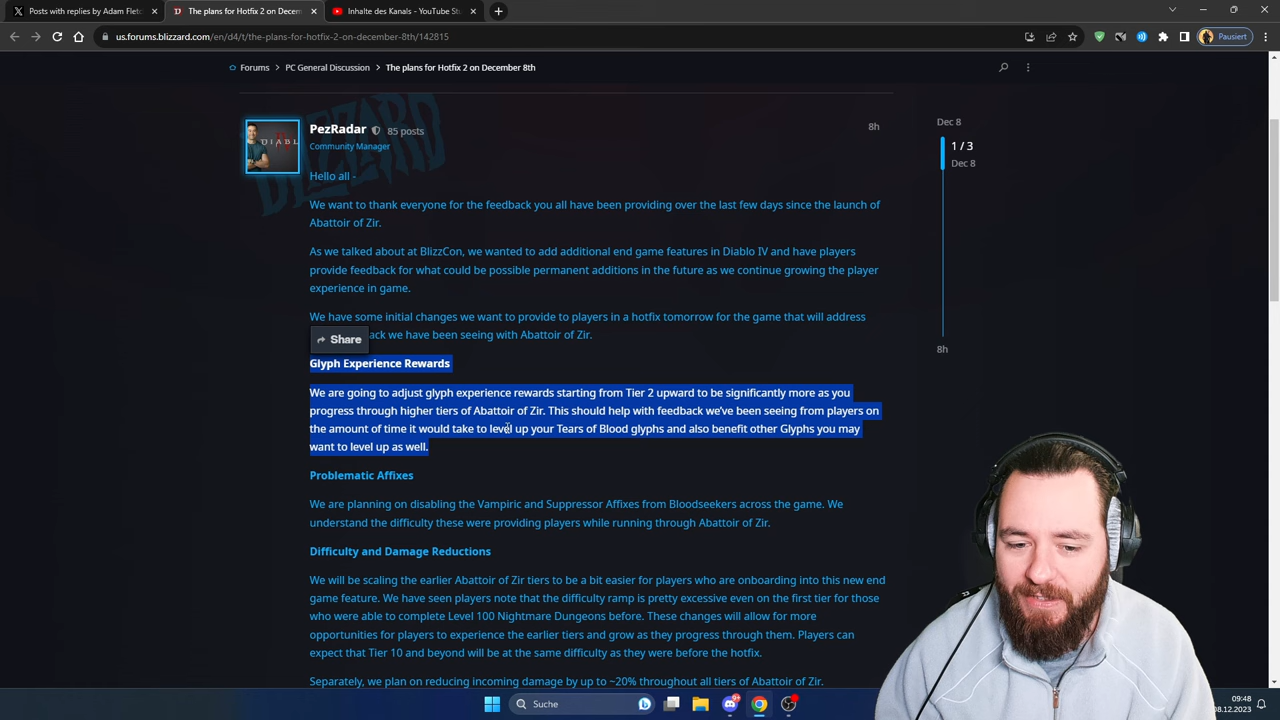 Posts with replies by Adam Flet
The plans for Hotfix 2 on Decem
Inhalte des Kanals - YouTube St
us.forums.blizzard.com/en/d4/t/the-plans-for-hotfix-2-on-december-8th/142815
Pausiert
Forums > PC General Discussion > The plans for Hotfix 2 on December 8th
PezRadar 85 posts
8h
Community Manager
DIABL
BLIZZARD
Dec 8
1 / 3
Dec 8
8h
Hello all -
We want to thank everyone for the feedback you all have been providing over the last few days since the launch of
Abattoir of Zir.
As we talked about at BlizzCon, we wanted to add additional end game features in Diablo IV and have players
provide feedback for what could be possible permanent additions in the future as we continue growing the player
experience in game.
We have some initial changes we want to provide to players in a hotfix tomorrow for the game that will address
Share
ck we have been seeing with Abattoir of Zir.
Glyph Experience Rewards
We are going to adjust glyph experience rewards starting from Tier 2 upward to be significantly more as you
progress through higher tiers of Abattoir of Zir. This should help with feedback we've been seeing from players on
the amount of time it would take to level up your Tears of Blood glyphs and also benefit other Glyphs you may
want to level up as well.
Problematic Affixes
We are planning on disabling the Vampiric and Suppressor Affixes from Bloodseekers across the game. We
understand the difficulty these were providing players while running through Abattoir of Zir.
Difficulty and Damage Reductions
We will be scaling the earlier Abattoir of Zir tiers to be a bit easier for players who are onboarding into this new end
game feature. We have seen players note that the difficulty ramp is pretty excessive even on the first tier for those
who were able to complete Level 100 Nightmare Dungeons before. These changes will allow for more
opportunities for players to experience the earlier tiers and grow as they progress through them. Players can
expect that Tier 10 and beyond will be at the same difficulty as they were before the hotfix.
Separately, we plan on reducing incoming damage by up to ~20% throughout all tiers of Abattoir of Zir.
Suche
09:48
08.12.2023